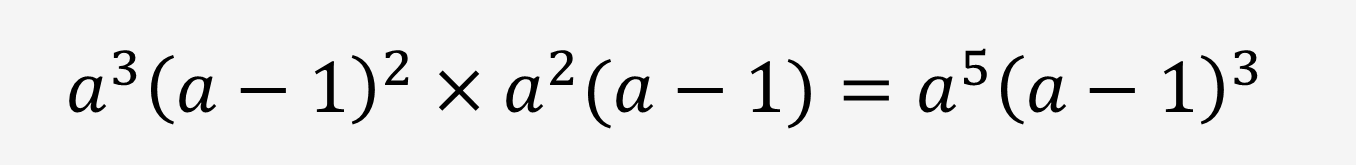 a³(a − 1)² × a²(a − 1) = a⁵(a − 1)³